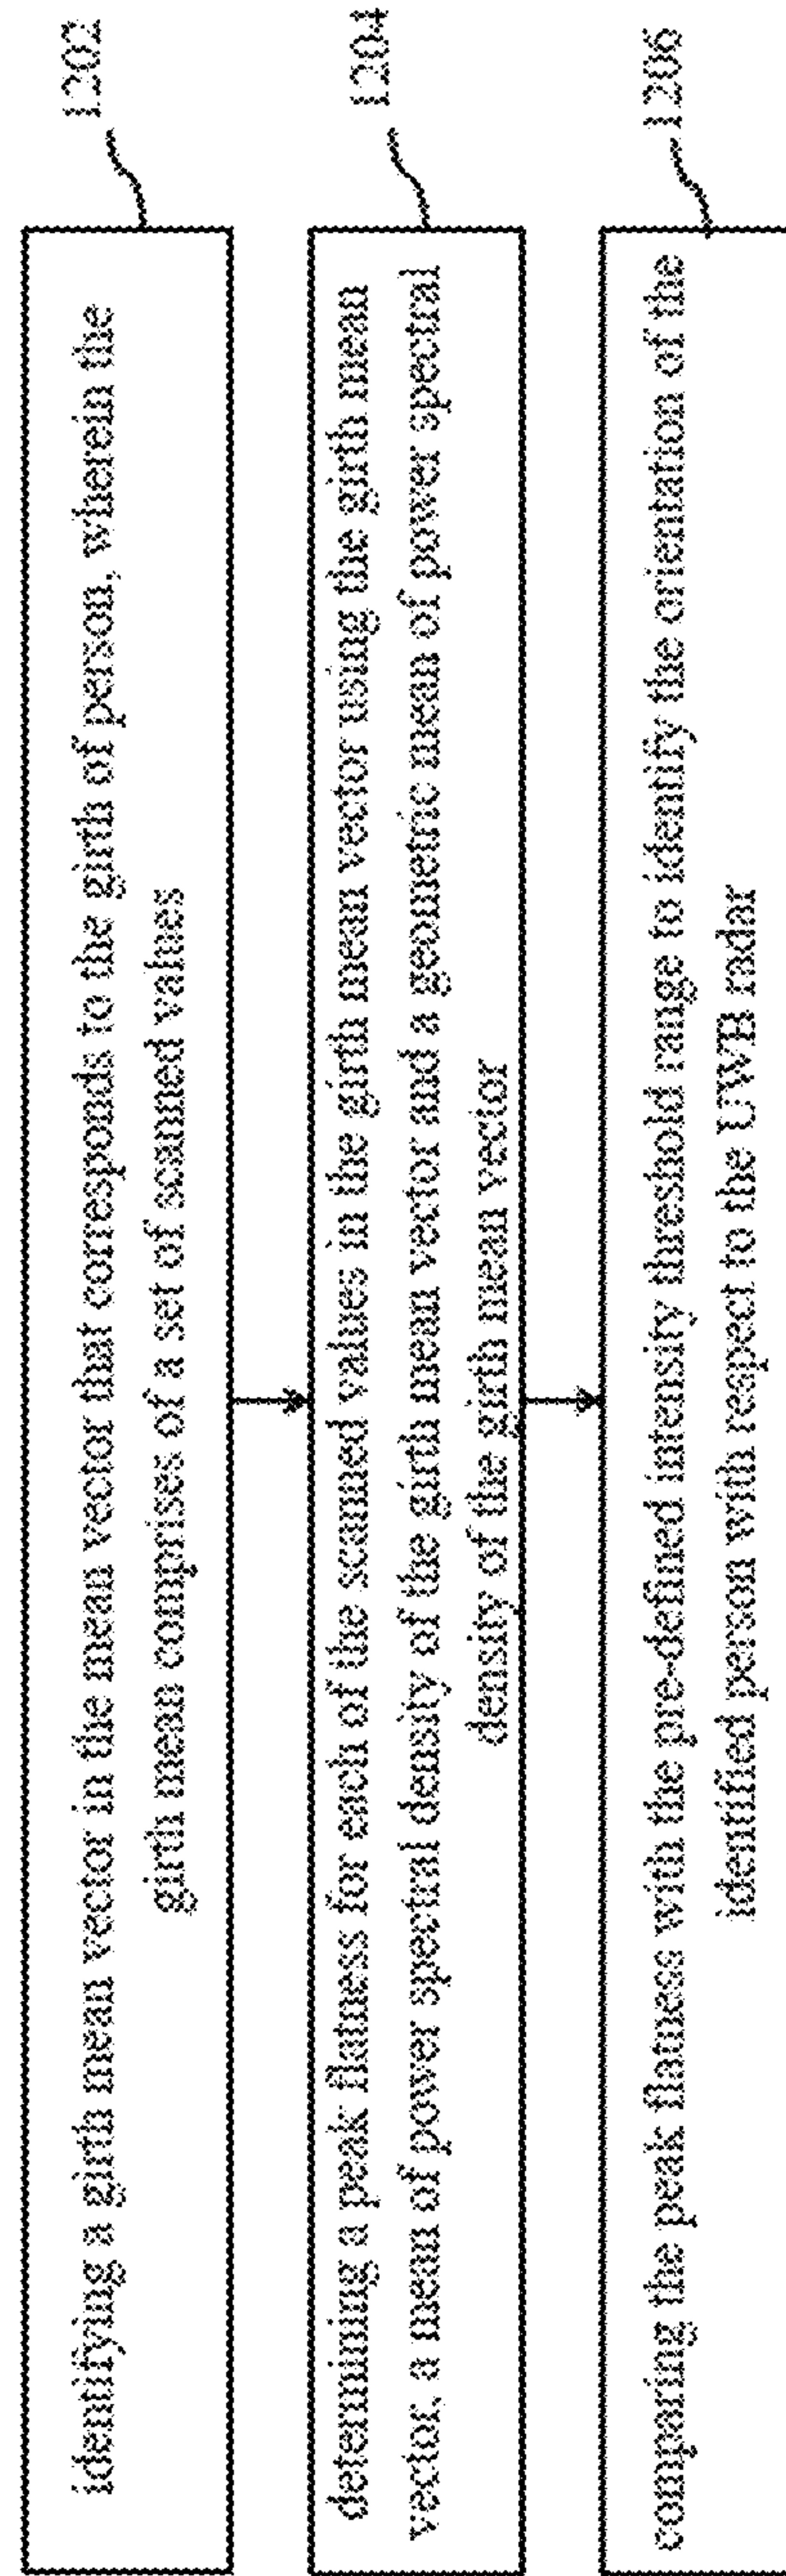 identifying a girth mean vector in the mean vector that corresponds to the girth of person, wherein the
girth mean comprises of a set of scanned values
1202
determining a peak flatness for each of the scanned values in the girth mean vector using the girth mean
vector, a mean of power spectral density of the girth mean vector and a geometric mean of power spectral
density of the girth mean vector
1204
comparing the peak flatness with the pre-defined intensity threshold range to identify the orientation of the
identified person with respect to the UWB radar
1206